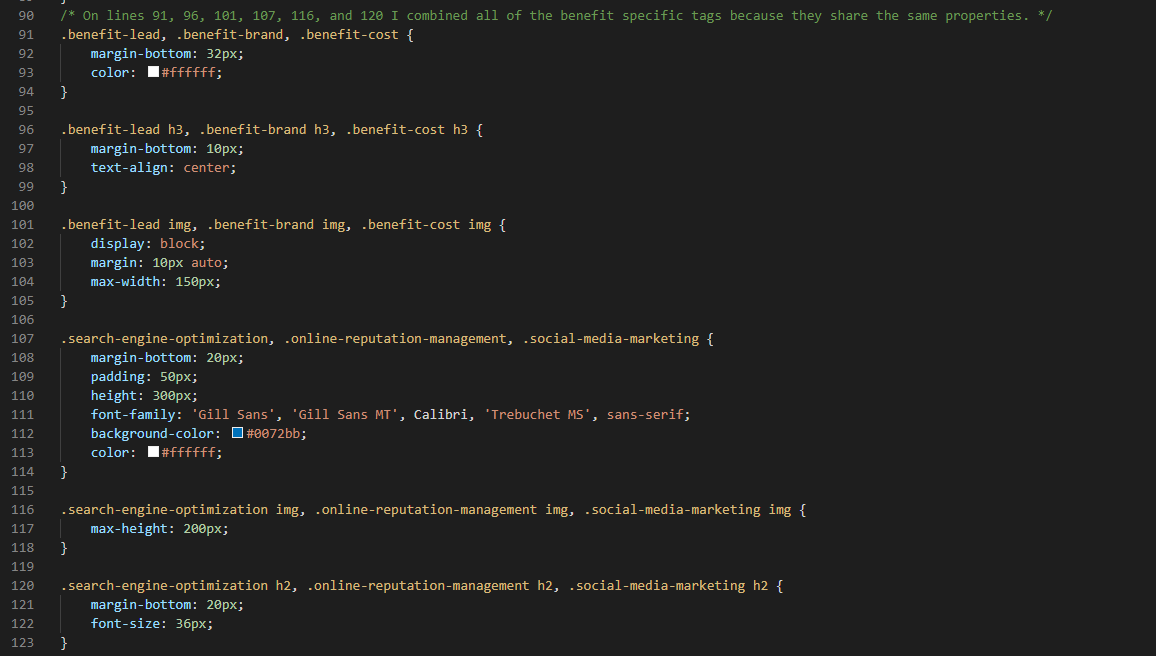 90 /* On lines 91, 96, 101, 107, 116, and 120 I combined all of the benefit specific tags because they share the same properties. */
91 .benefit-lead, .benefit-brand, .benefit-cost {
92 margin-bottom: 32px;
93 color: #ffffff;
94 }
95
96 .benefit-lead h3, .benefit-brand h3, .benefit-cost h3 {
97 margin-bottom: 10px;
98 text-align: center;
99 }
100
101 .benefit-lead img, .benefit-brand img, .benefit-cost img {
102 display: block;
103 margin: 10px auto;
104 max-width: 150px;
105 }
106
107 .search-engine-optimization, .online-reputation-management, .social-media-marketing {
108 margin-bottom: 20px;
109 padding: 50px;
110 height: 300px;
111 font-family: 'Gill Sans', 'Gill Sans MT', Calibri, 'Trebuchet MS', sans-serif;
112 background-color: #0072bb;
113 color: #ffffff;
114 }
115
116 .search-engine-optimization img, .online-reputation-management img, .social-media-marketing img {
117 max-height: 200px;
118 }
119
120 .search-engine-optimization h2, .online-reputation-management h2, .social-media-marketing h2 {
121 margin-bottom: 20px;
122 font-size: 36px;
123 }